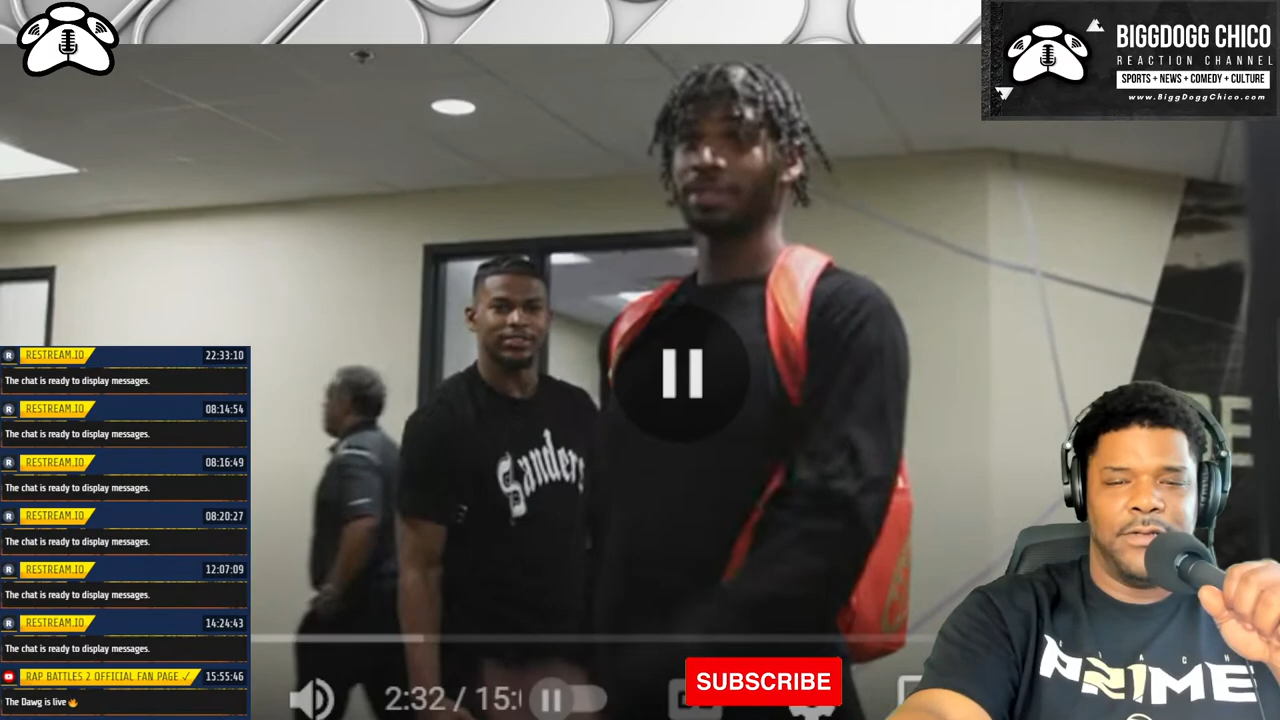 BIGGDOGG CHICO
REACTION CHANNEL
SPORTS + NEWS + COMEDY + CULTURE
www.BiggDoggChico.com
Sanders
RESTREAM.IO 22:33:10
The chat is ready to display messages.
RESTREAM.IO 08:14:54
The chat is ready to display messages.
RESTREAM.IO 08:16:49
The chat is ready to display messages.
RESTREAM.IO 08:20:27
The chat is ready to display messages.
RESTREAM.IO 12:07:09
The chat is ready to display messages.
RESTREAM.IO 14:24:43
The chat is ready to display messages.
RAP BATTLES 2 OFFICIAL FAN PAGE ✓ 15:55:46
The Dawg is live🔥
2:32 / 15:
SUBSCRIBE
PRIME